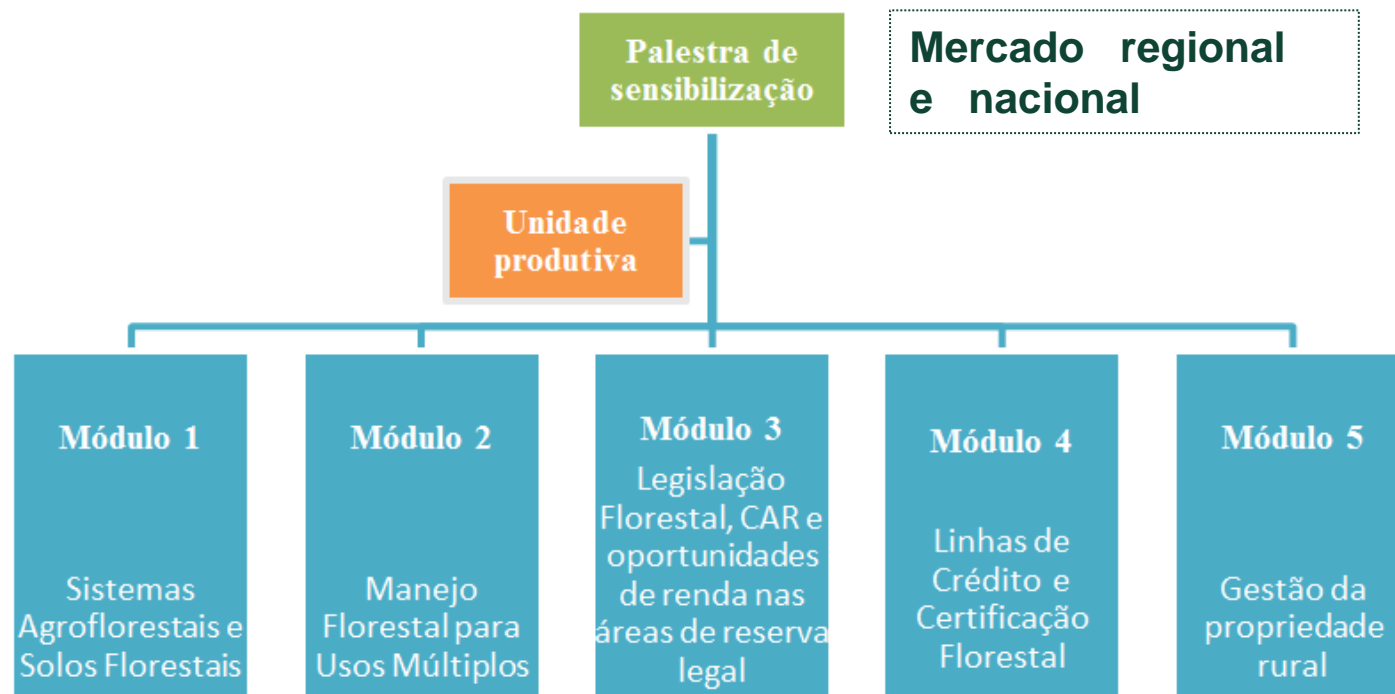 Palestra de
sensibilização
Mercado regional
e nacional
Unidade
produtiva
Módulo 1
Sistemas
Agroflorestais e
Solos Florestais
Módulo 2
Manejo
Florestal para
Usos Múltiplos
Módulo 3
Legislação
Florestal, CAR e
oportunidades
de renda nas
áreas de reserva
legal
Módulo 4
Linhas de
Crédito e
Certificação
Florestal
Módulo 5
Gestão da
propriedade
rural